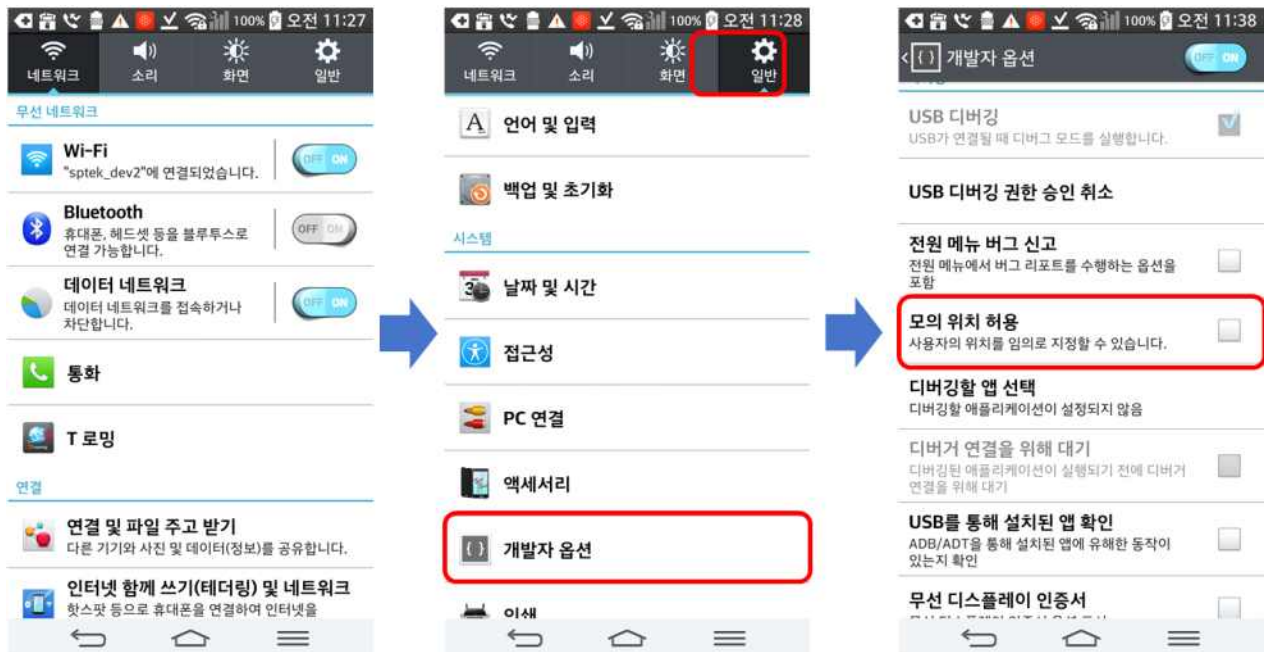 100% 오전 11:27
네트워크 소리 화면 일반
무선 네트워크
Wi-Fi
"sptek_dev2"에 연결되었습니다.
OFF ON
Bluetooth
휴대폰, 헤드셋 등을 블루투스로
연결 가능합니다.
OFF ON
데이터 네트워크
데이터 네트워크를 접속하거나
차단합니다.
OFF ON
통화
T 로밍
연결
연결 및 파일 주고 받기
다른 기기와 사진 및 데이터(정보)를 공유합니다.
인터넷 함께 쓰기(테더링) 및 네트워크
핫스팟 등으로 휴대폰을 연결하여 인터넷을
100% 오전 11:28
네트워크 소리 화면 일반
A 언어 및 입력
백업 및 초기화
시스템
날짜 및 시간
접근성
PC 연결
액세서리
{ } 개발자 옵션
인쇄
100% 오전 11:38
{ } 개발자 옵션
OFF ON
USB 디버깅
USB가 연결될 때 디버그 모드를 실행합니다.
USB 디버깅 권한 승인 취소
전원 메뉴 버그 신고
전원 메뉴에서 버그 리포트를 수행하는 옵션을
포함
모의 위치 허용
사용자의 위치를 임의로 지정할 수 있습니다.
디버깅할 앱 선택
디버깅할 애플리케이션이 설정되지 않음
디버거 연결을 위해 대기
디버깅된 애플리케이션이 실행되기 전에 디버거
연결을 위해 대기
USB를 통해 설치된 앱 확인
ADB/ADT을 통해 설치된 앱에 유해한 동작이
있는지 확인
무선 디스플레이 인증서